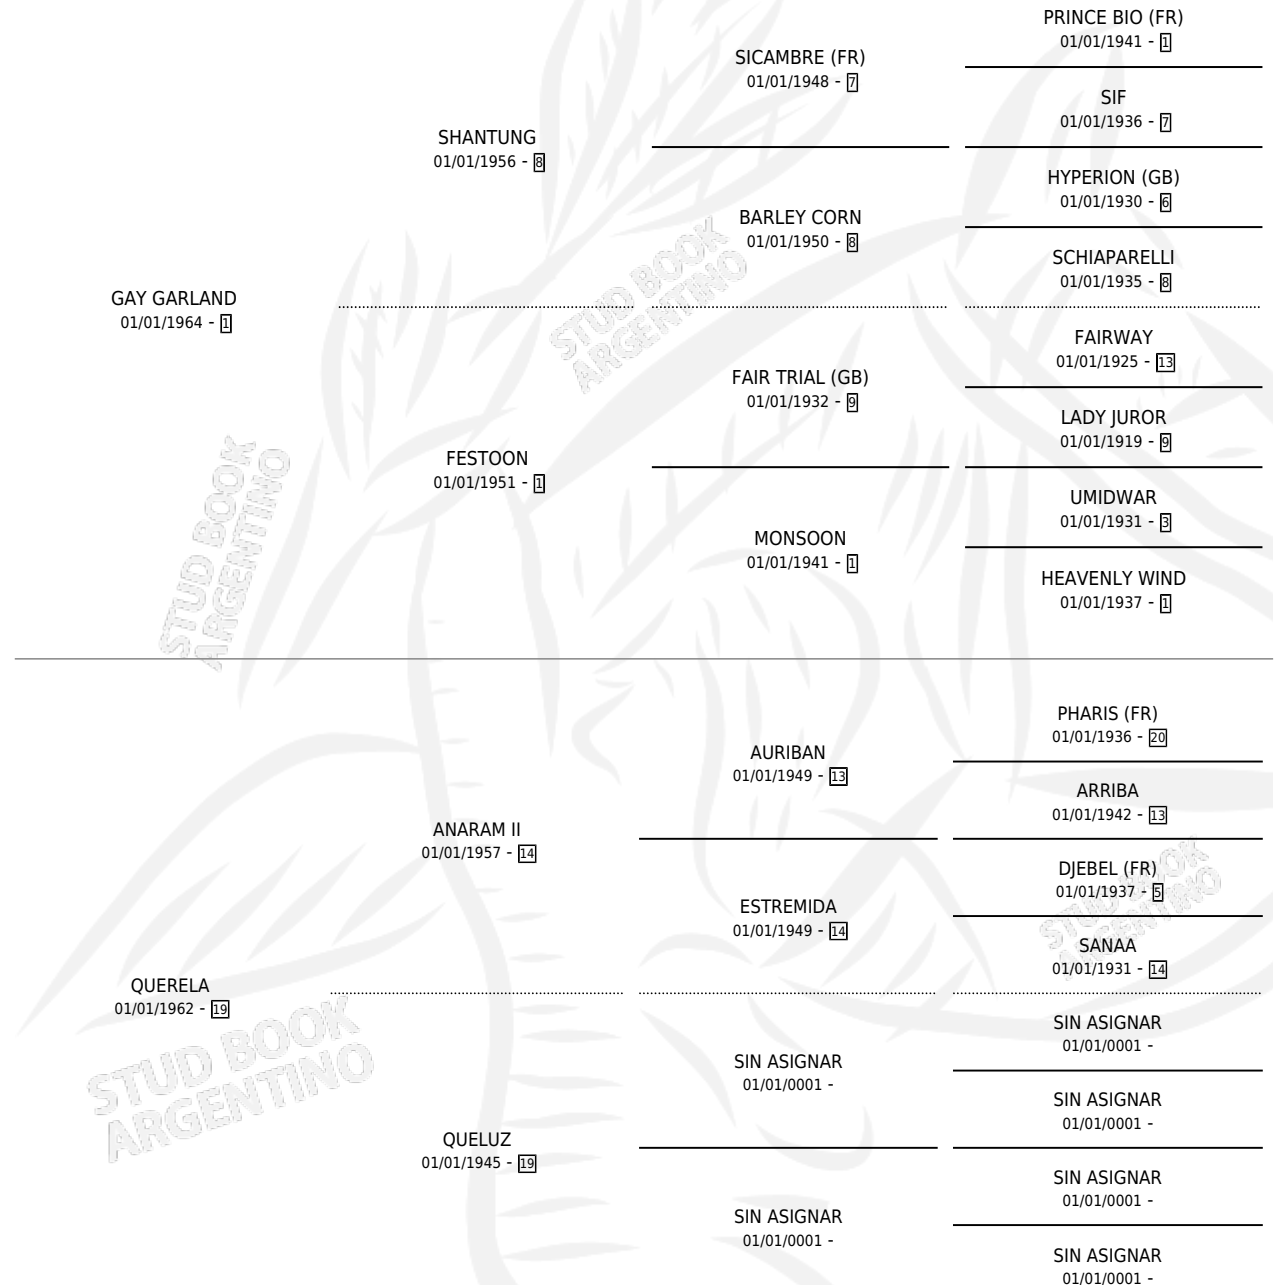 PRINCE BIO (FR)
01/01/1941 - 1
SICAMBRE (FR)
01/01/1948 - 7
SIF
01/01/1936 - 7
SHANTUNG
01/01/1956 - 8
HYPERION (GB)
01/01/1930 - 6
BARLEY CORN
01/01/1950 - 8
SCHIAPARELLI
01/01/1935 - 8
GAY GARLAND
01/01/1964 - 1
FAIRWAY
01/01/1925 - 13
FAIR TRIAL (GB)
01/01/1932 - 9
LADY JUROR
01/01/1919 - 9
FESTOON
01/01/1951 - 1
UMIDWAR
01/01/1931 - 3
MONSOON
01/01/1941 - 1
HEAVENLY WIND
01/01/1937 - 1
PHARIS (FR)
01/01/1936 - 20
AURIBAN
01/01/1949 - 13
ARRIBA
01/01/1942 - 13
ANARAM II
01/01/1957 - 14
DJEBEL (FR)
01/01/1937 - 5
ESTREMIDA
01/01/1949 - 14
SANAA
01/01/1931 - 14
QUERELA
01/01/1962 - 19
SIN ASIGNAR
01/01/0001 -
SIN ASIGNAR
01/01/0001 -
SIN ASIGNAR
01/01/0001 -
QUELUZ
01/01/1945 - 19
SIN ASIGNAR
01/01/0001 -
SIN ASIGNAR
01/01/0001 -
SIN ASIGNAR
01/01/0001 -
STUD BOOK
ARGENTINO
STUD BOOK
ARGENTINO
STUD BOOK
ARGENTINO
STUD BOOK
ARGENTINO